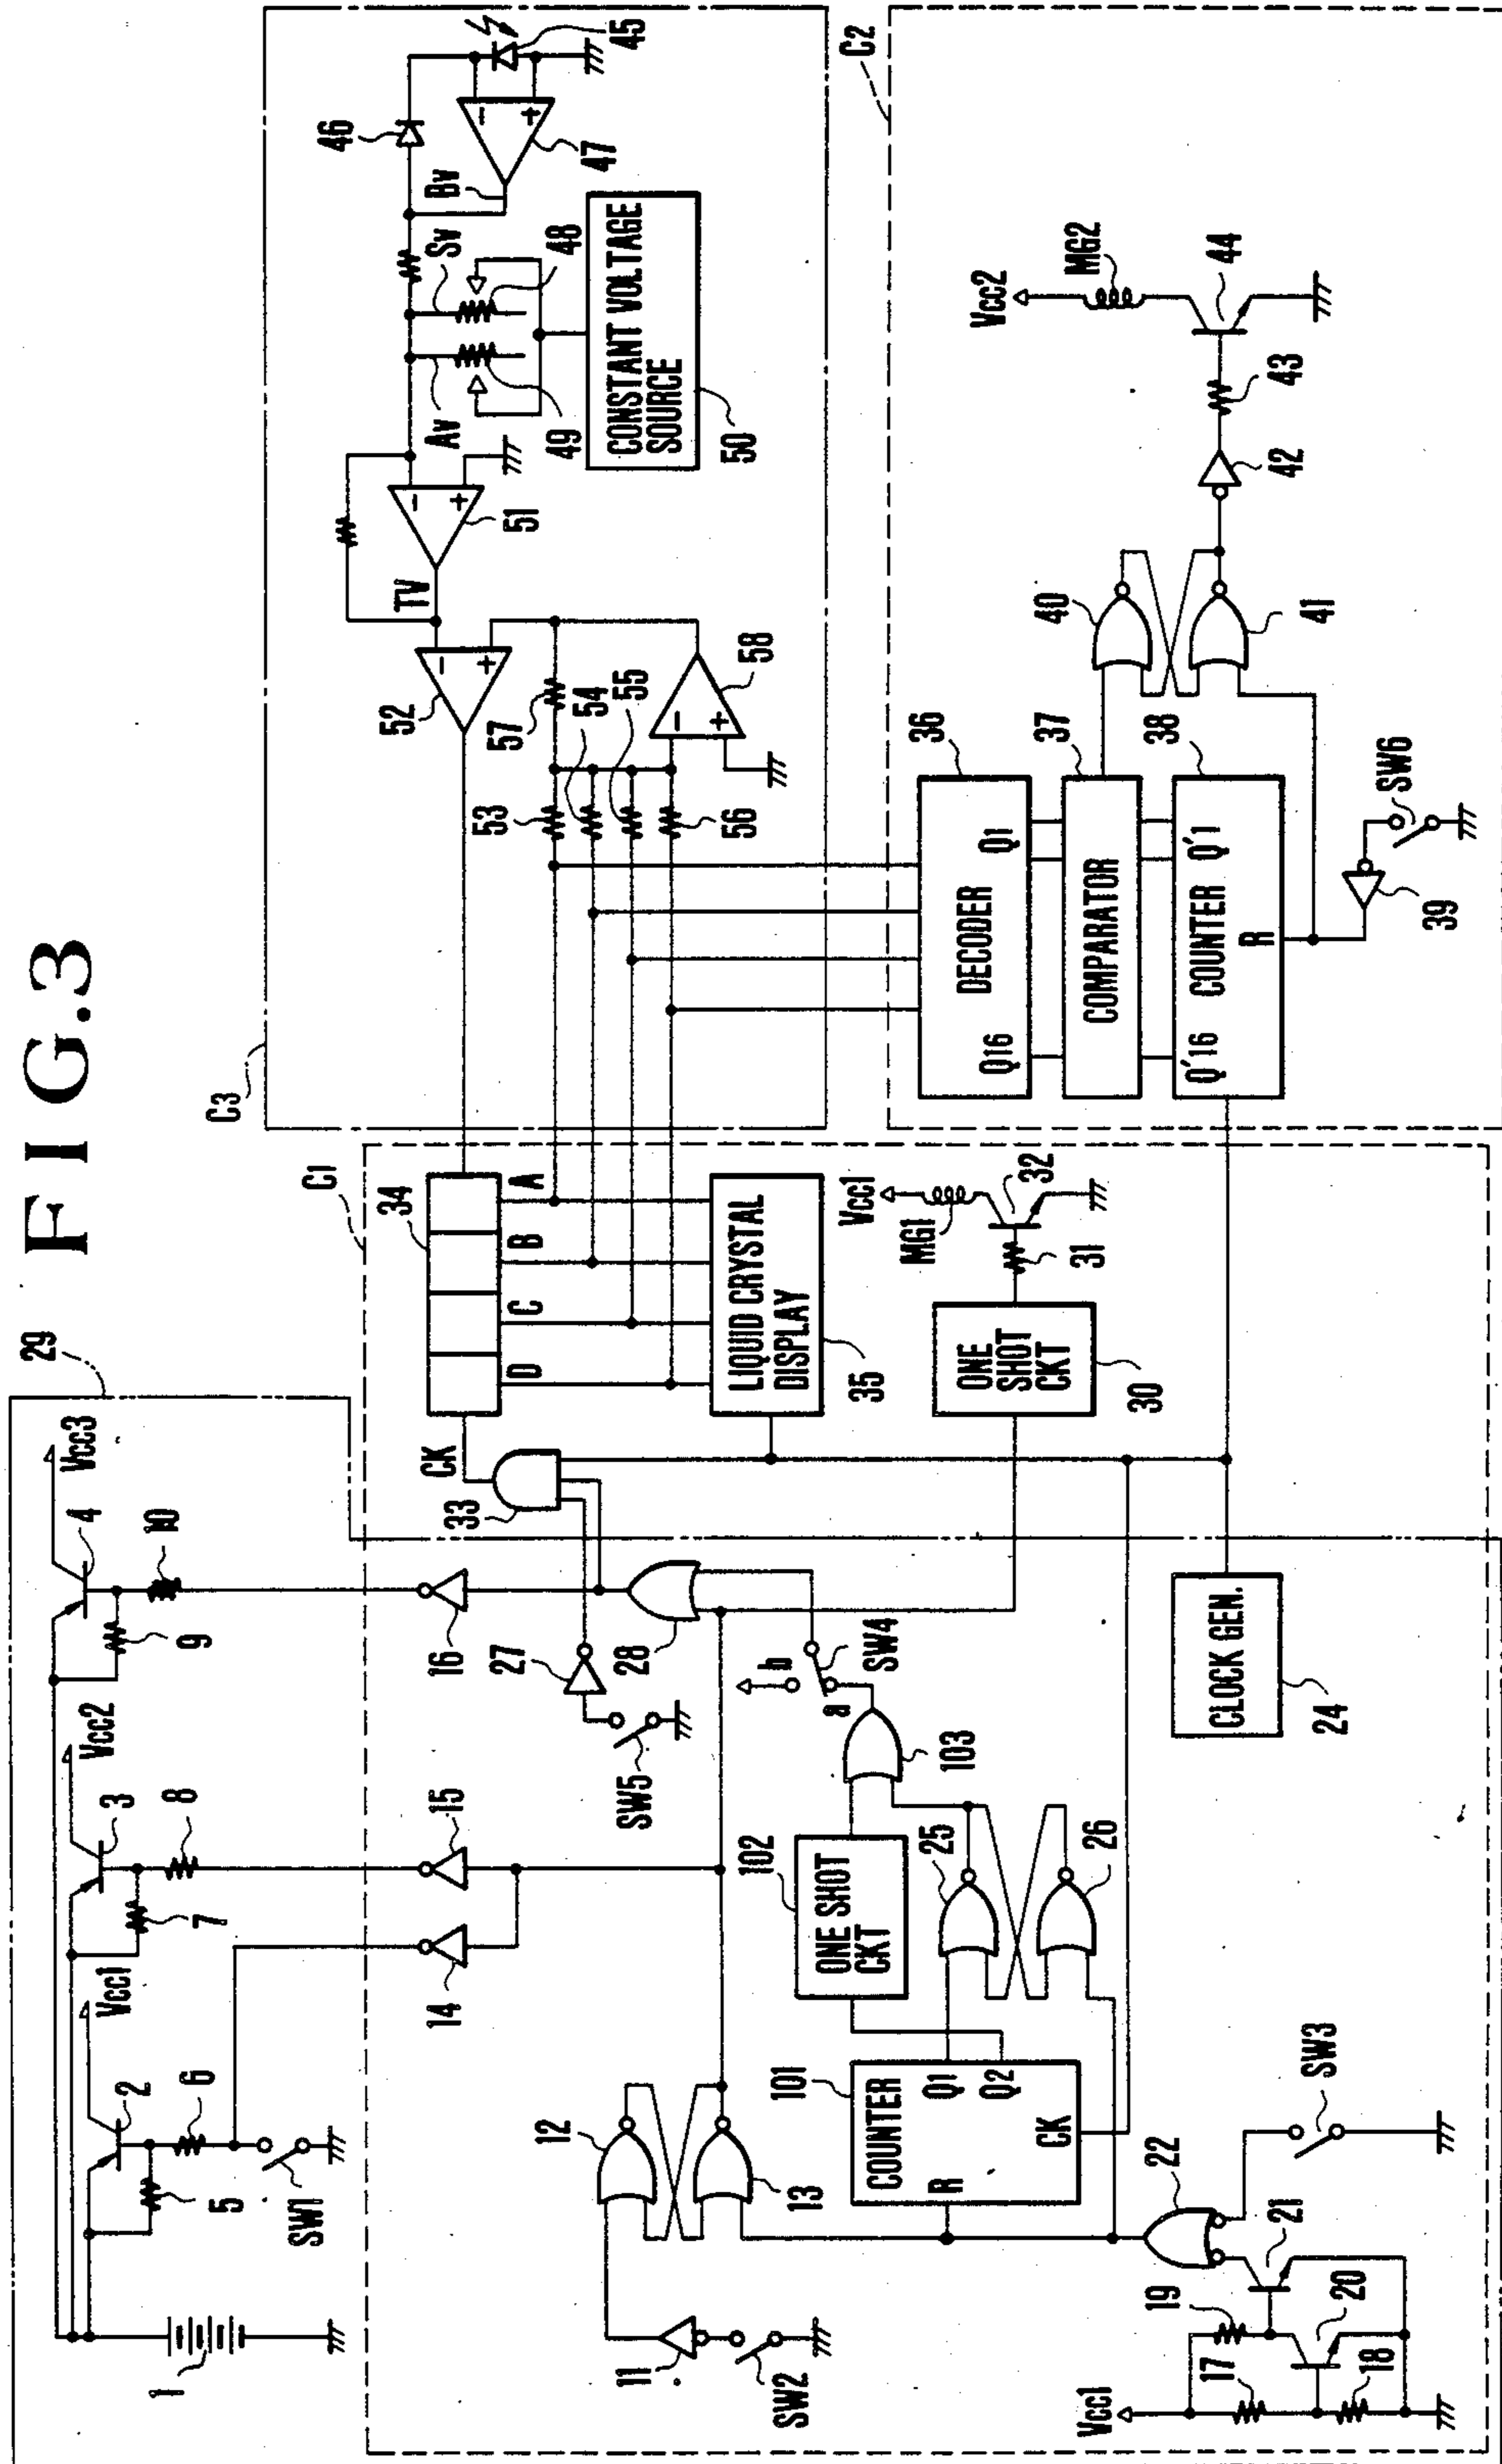 FIG.3
29
Vcc3
4
10
9
Vcc2
3
8
7
Vcc1
2
6
5
SW1
1
C3
46
45
Bv
47
Sv
48
Av
49
CONSTANT VOLTAGE
SOURCE
50
51
TV
52
57
54
55
58
53
56
C1
34
A
B
C
D
CK
33
LIQUID CRYSTAL
DISPLAY
35
Vcc1
MG1
32
31
ONE
SHOT
CKT
30
16
27
28
SW5
b
a
SW4
15
14
103
102
ONE SHOT
CKT
25
26
CLOCK GEN.
24
12
13
101
COUNTER
Q1
Q2
R
CK
11
SW2
22
SW3
21
19
20
17
18
Vcc1
C2
Vcc2
MG2
44
43
42
40
41
36
DECODER
Q1
Q16
37
COMPARATOR
38
COUNTER
Q'1
Q'16
R
SW6
39